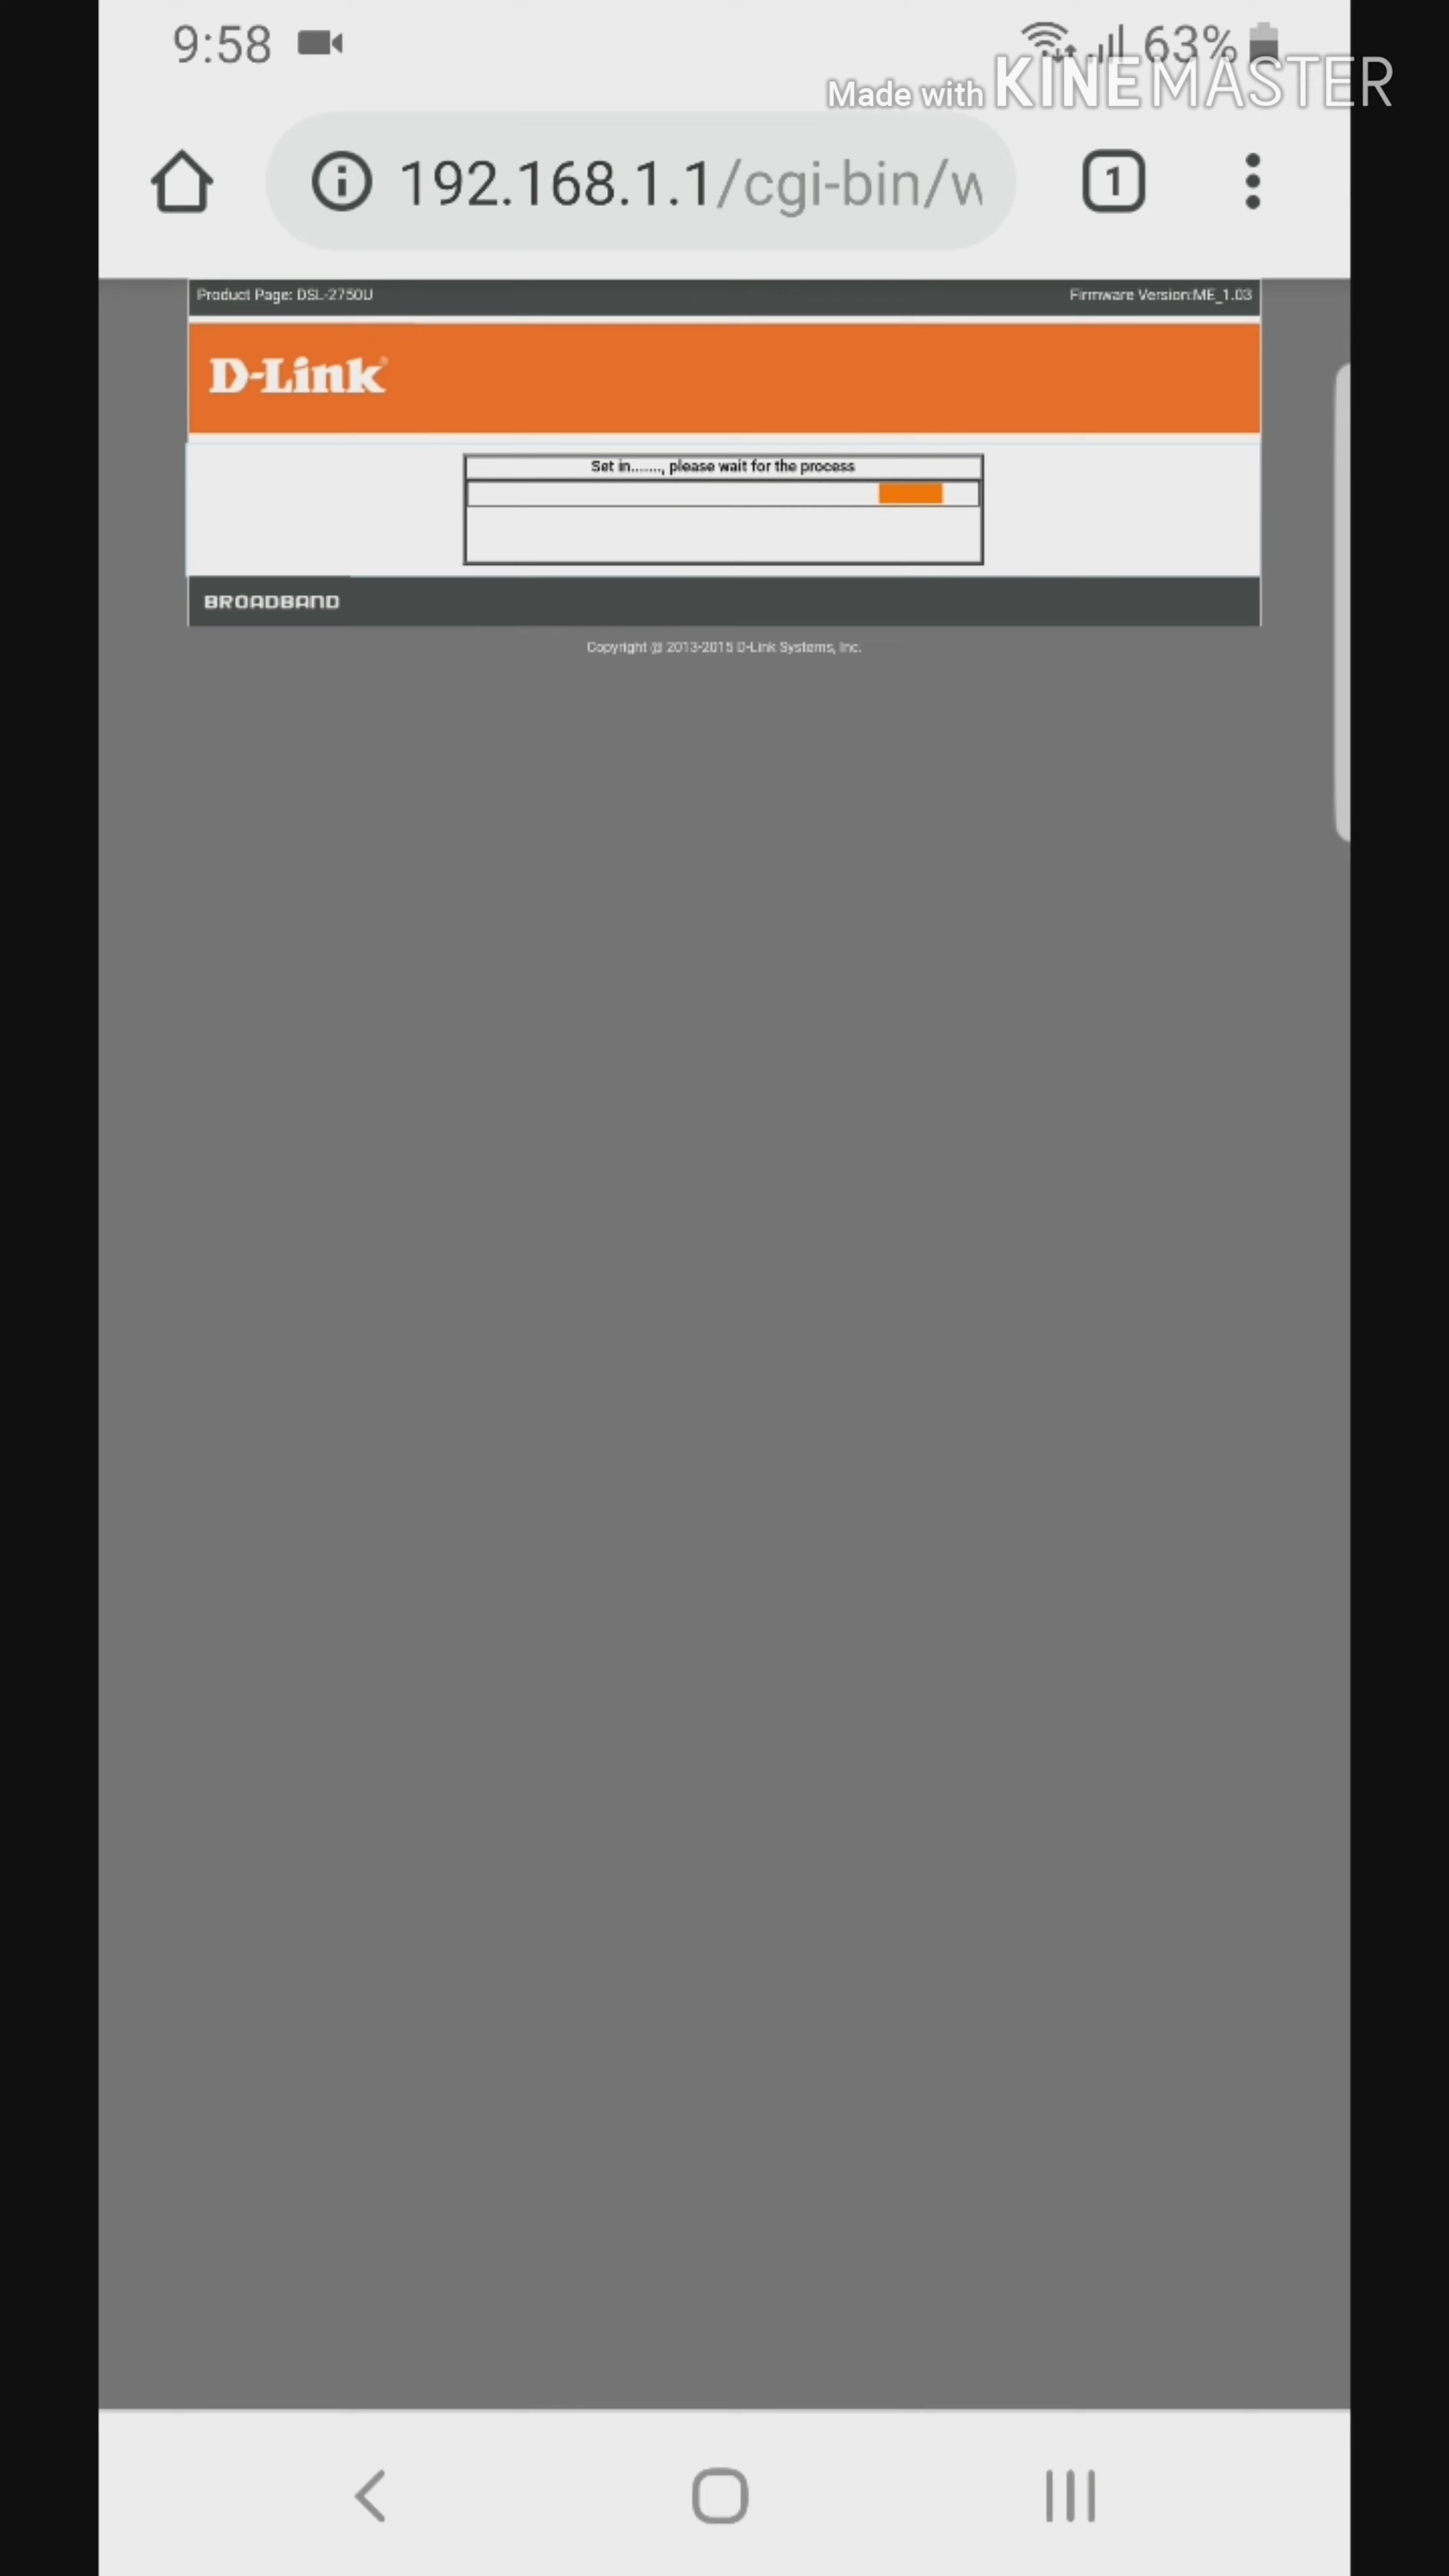 9:58
63%
Made with KINEMASTER
192.168.1.1/cgi-bin/w
1
Product Page: DSL-2750U
Firmware Version:ME_1.03
D-Link
Set in......., please wait for the process
BROADBAND
Copyright @ 2013-2015 D-Link Systems, Inc.